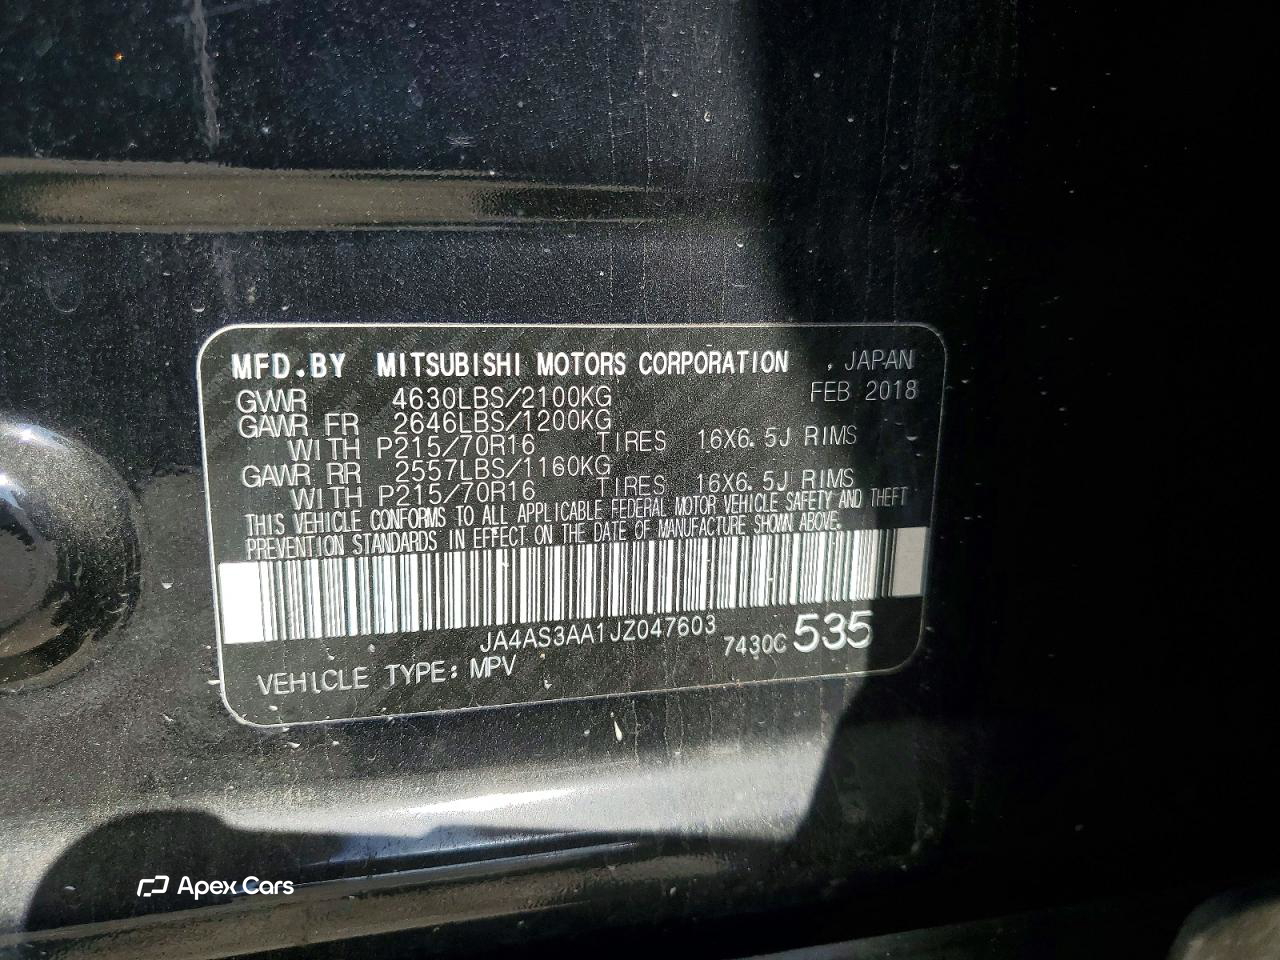 MFD.BY MITSUBISHI MOTORS CORPORATION , JAPAN
FEB 2018
GVWR 4630LBS/2100KG
GAWR FR 2646LBS/1200KG
WITH P215/70R16 TIRES 16X6.5J RIMS
GAWR RR 2557LBS/1160KG
WITH P215/70R16 TIRES 16X6.5J RIMS
THIS VEHICLE CONFORMS TO ALL APPLICABLE FEDERAL MOTOR VEHICLE SAFETY AND THEFT
PREVENTION STANDARDS IN EFFECT ON THE DATE OF MANUFACTURE SHOWN ABOVE.
JA4AS3AA1JZ047603
7430C 535
VEHICLE TYPE: MPV
Apex Cars